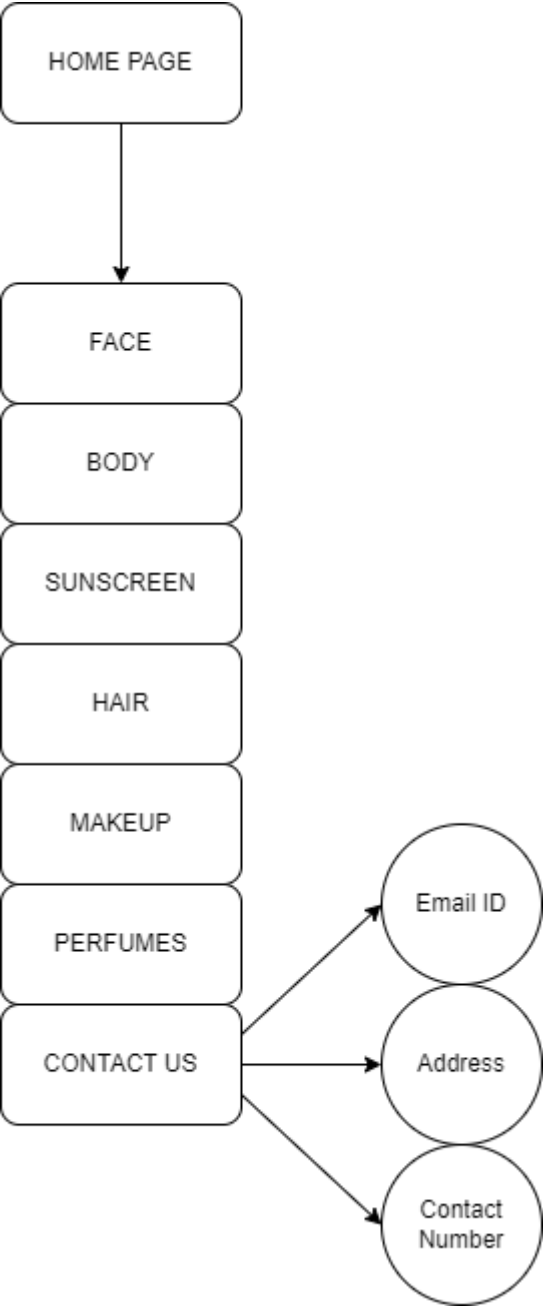 HOME PAGE
FACE
BODY
SUNSCREEN
HAIR
MAKEUP
PERFUMES
CONTACT US
Email ID
Address
Contact
Number